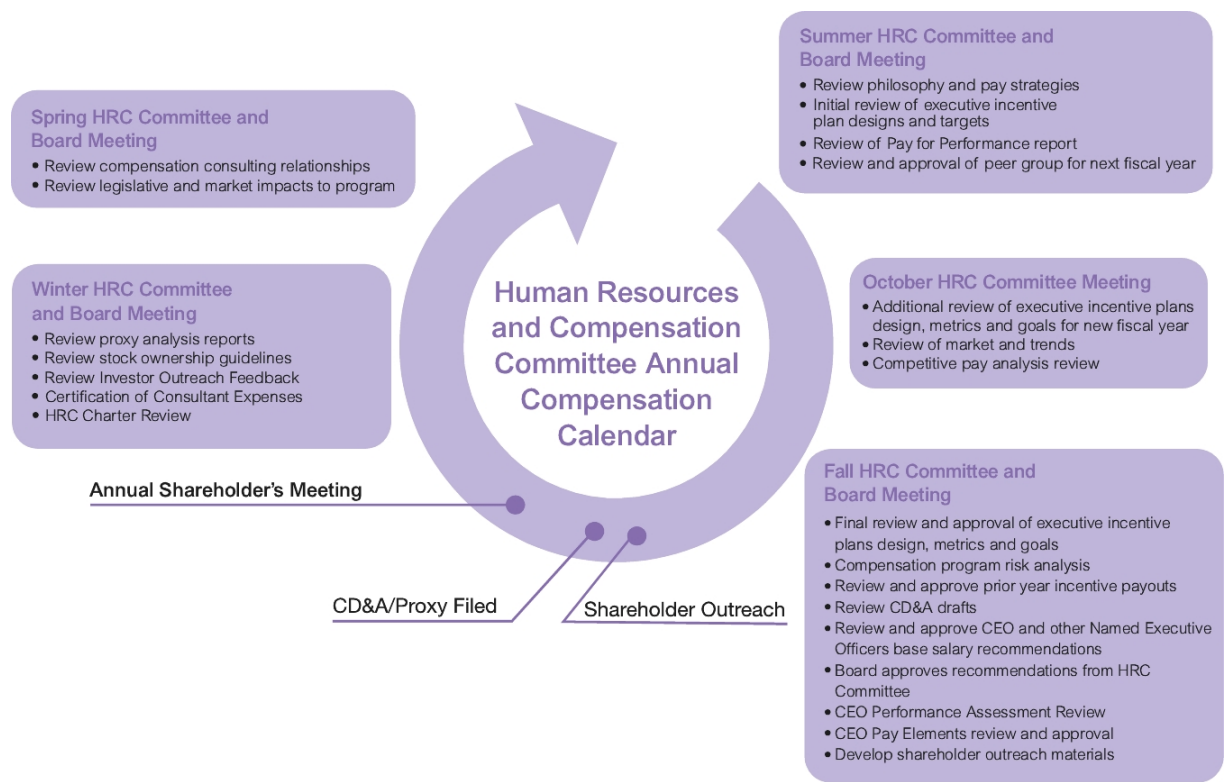 Summer HRC Committee and
Board Meeting
• Review philosophy and pay strategies
• Initial review of executive incentive
plan designs and targets
• Review of Pay for Performance report
• Review and approval of peer group for next fiscal year
October HRC Committee Meeting
• Additional review of executive incentive plans
design, metrics and goals for new fiscal year
• Review of market and trends
• Competitive pay analysis review
Fall HRC Committee and
Board Meeting
• Final review and approval of executive incentive
plans design, metrics and goals
• Compensation program risk analysis
• Review and approve prior year incentive payouts
• Review CD&A drafts
• Review and approve CEO and other Named Executive
Officers base salary recommendations
• Board approves recommendations from HRC
Committee
• CEO Performance Assessment Review
• CEO Pay Elements review and approval
• Develop shareholder outreach materials
Shareholder Outreach
CD&A/Proxy Filed
Annual Shareholder's Meeting
Winter HRC Committee
and Board Meeting
• Review proxy analysis reports
• Review stock ownership guidelines
• Review Investor Outreach Feedback
• Certification of Consultant Expenses
• HRC Charter Review
Spring HRC Committee and
Board Meeting
• Review compensation consulting relationships
• Review legislative and market impacts to program
Human Resources
and Compensation
Committee Annual
Compensation
Calendar